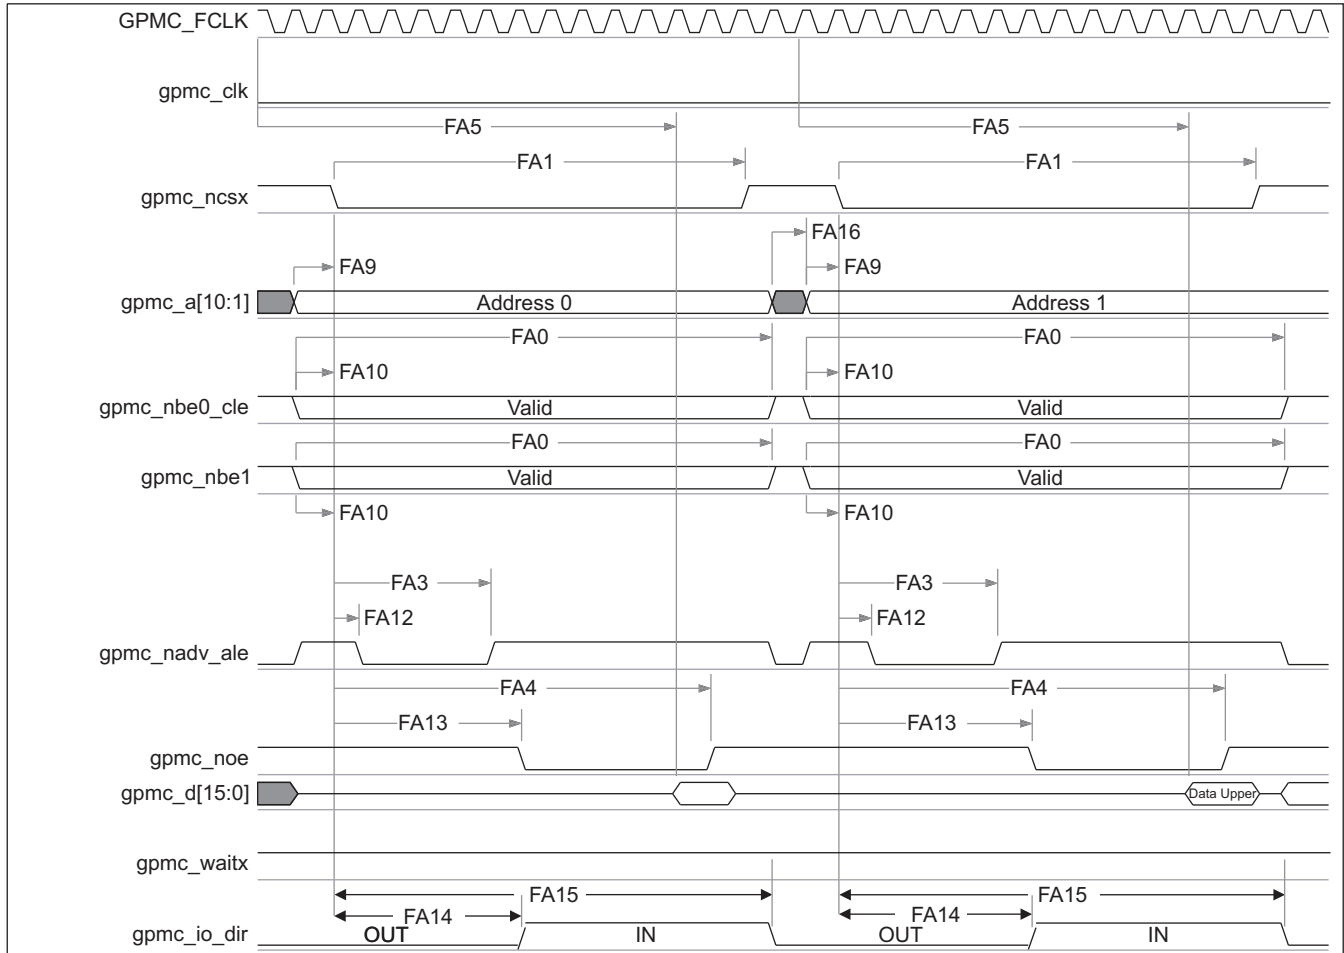 GPMC_FCLK
gpmc_clk
FA5 FA5
FA1 FA1
gpmc_ncsx
FA16
FA9 FA9
gpmc_a[10:1] Address 0 Address 1
FA0 FA0
FA10 FA10
gpmc_nbe0_cle Valid Valid
FA0 FA0
gpmc_nbe1 Valid Valid
FA10 FA10
FA3 FA3
FA12 FA12
gpmc_nadv_ale
FA4 FA4
FA13 FA13
gpmc_noe
gpmc_d[15:0] Data Upper
gpmc_waitx
FA15 FA15
FA14 FA14
gpmc_io_dir OUT IN OUT IN